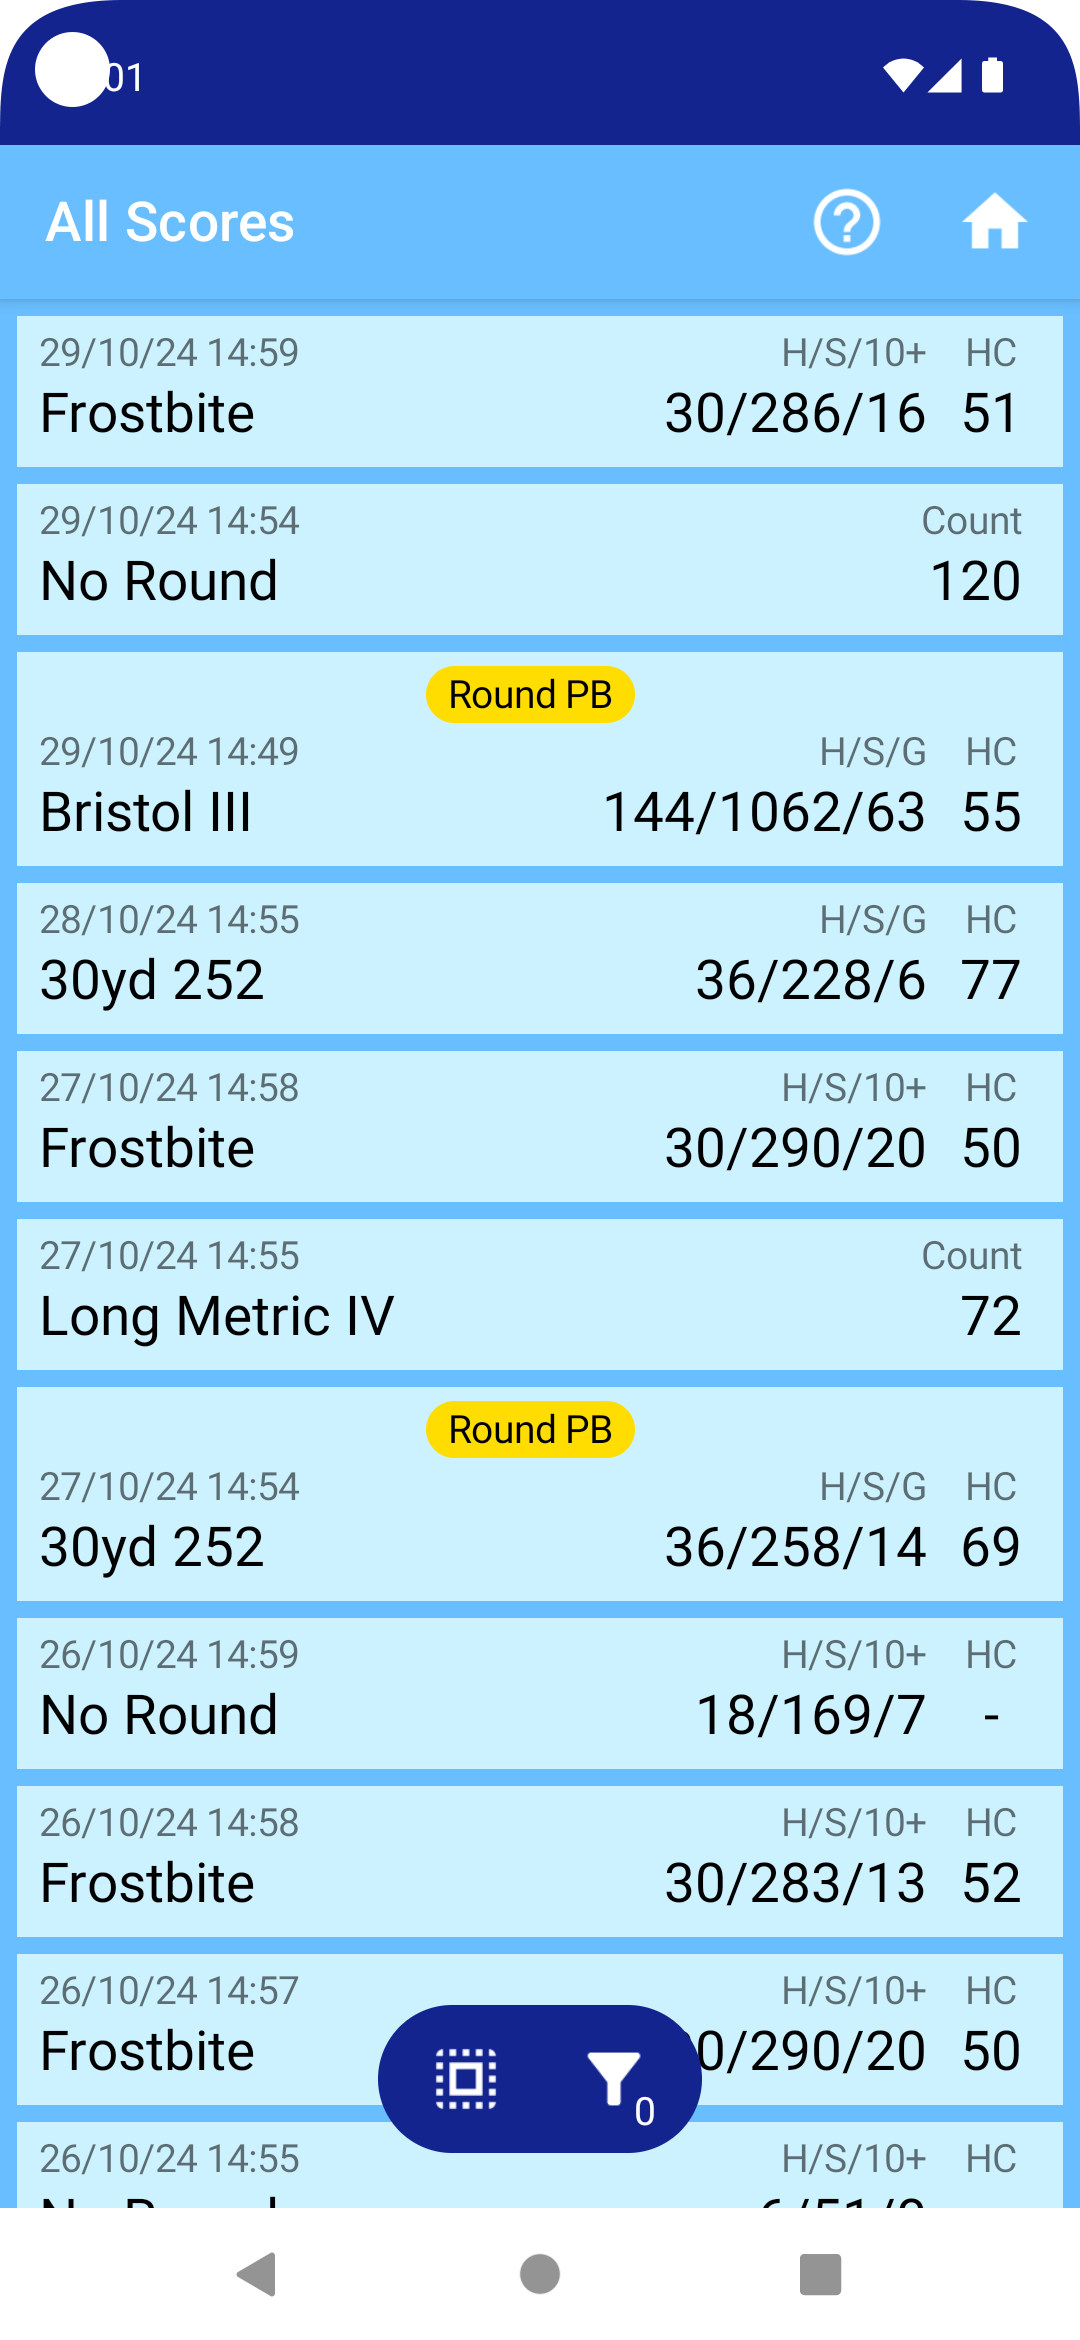 01
All Scores
29/10/24 14:59 H/S/10+ HC
Frostbite 30/286/16 51
29/10/24 14:54 Count
No Round 120
Round PB
29/10/24 14:49 H/S/G HC
Bristol III 144/1062/63 55
28/10/24 14:55 H/S/G HC
30yd 252 36/228/6 77
27/10/24 14:58 H/S/10+ HC
Frostbite 30/290/20 50
27/10/24 14:55 Count
Long Metric IV 72
Round PB
27/10/24 14:54 H/S/G HC
30yd 252 36/258/14 69
26/10/24 14:59 H/S/10+ HC
No Round 18/169/7 -
26/10/24 14:58 H/S/10+ HC
Frostbite 30/283/13 52
26/10/24 14:57 H/S/10+ HC
Frostbite 0/290/20 50
0
26/10/24 14:55 H/S/10+ HC
No Round